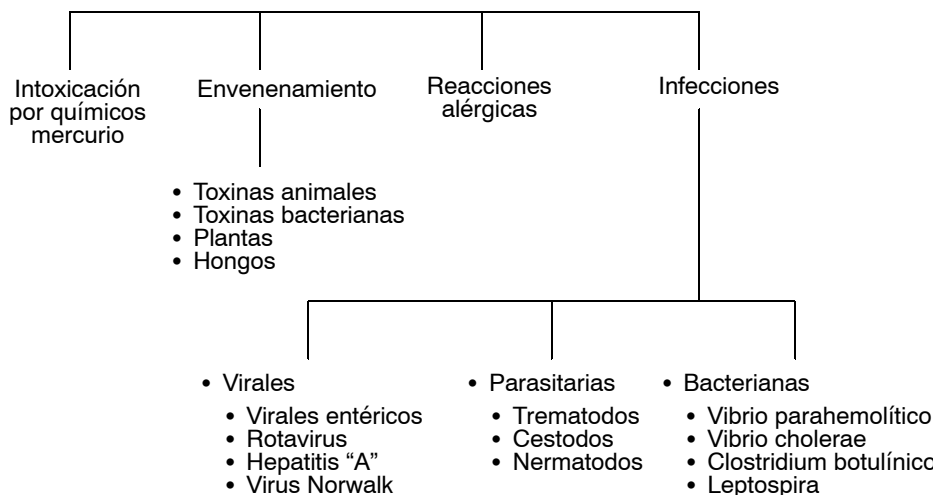 Intoxicación
por químicos
mercurio
Envenenamiento
Reacciones
alérgicas
Infecciones
• Toxinas animales
• Toxinas bacterianas
• Plantas
• Hongos
• Virales
• Virales entéricos
• Rotavirus
• Hepatitis “A”
• Virus Norwalk
• Parasitarias
• Trematodos
• Cestodos
• Nermatodos
• Bacterianas
• Vibrio parahemolítico
• Vibrio cholerae
• Clostridium botulínico
• Leptospira